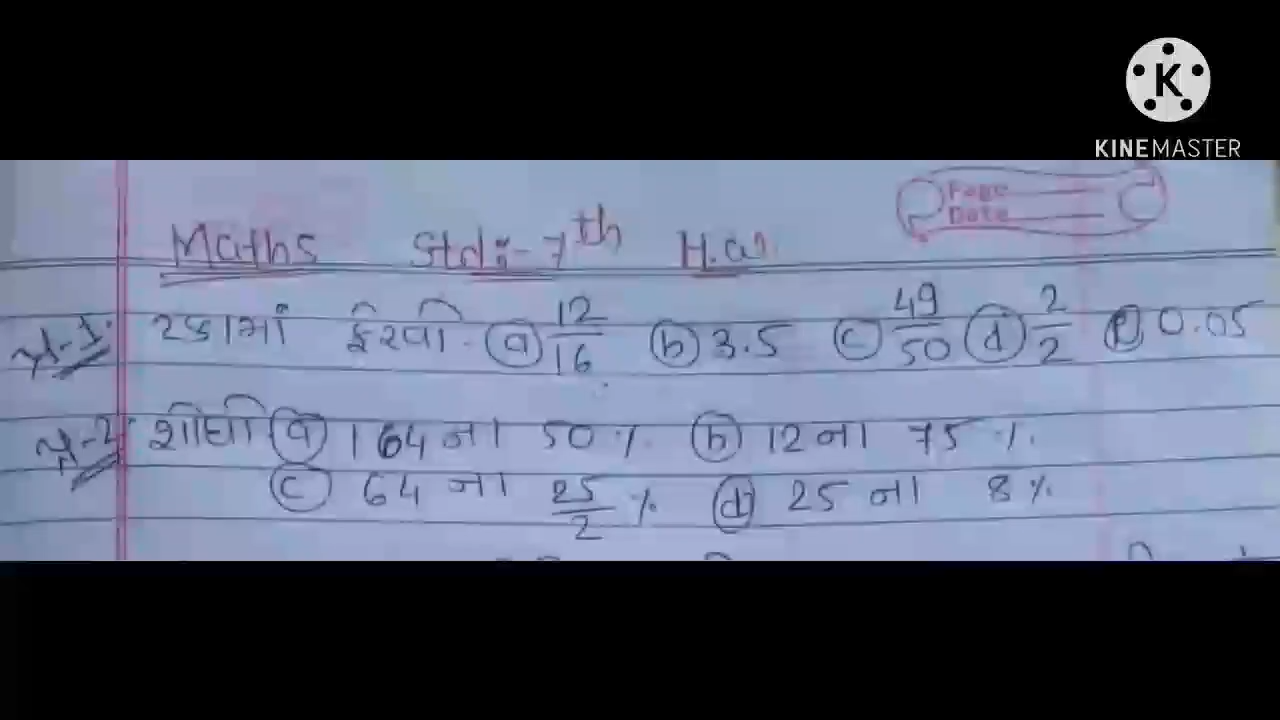 KINEMASTER
Page
Date
Maths Std:- 7th H.w.
પ્ર-1. ટકામાં ફેરવો. ⓐ 12/16 ⓑ 3.5 ⓒ 49/50 ⓓ 2/2 ⓔ 0.05
પ્ર-2. શોધો ⓐ 164 ના 50 % ⓑ 12 ના 75 %.
ⓒ 64 ના 25/2 % ⓓ 25 ના 8 %